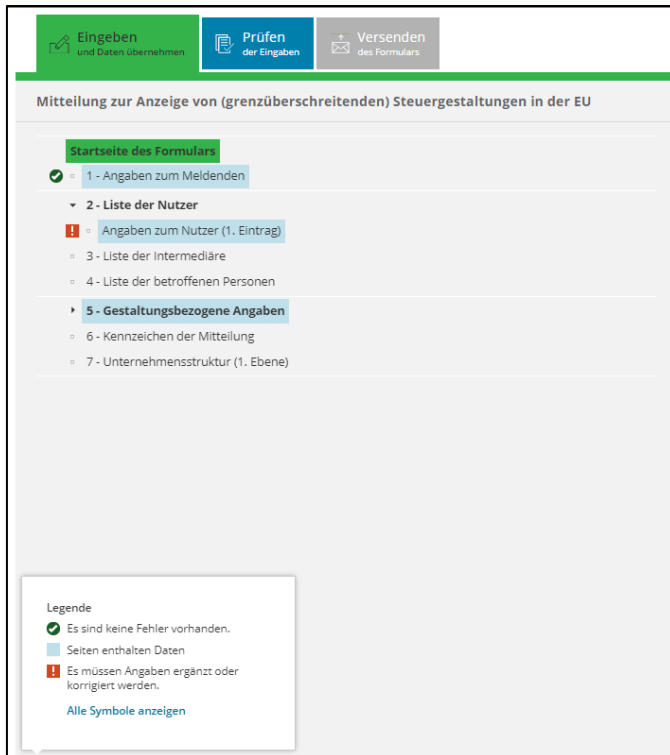 Eingeben
und Daten übernehmen
Prüfen
der Eingaben
Versenden
des Formulars
Mitteilung zur Anzeige von (grenzüberschreitenden) Steuergestaltungen in der EU
Startseite des Formulars
1 - Angaben zum Meldenden
2 - Liste der Nutzer
Angaben zum Nutzer (1. Eintrag)
3 - Liste der Intermediäre
4 - Liste der betroffenen Personen
5 - Gestaltungsbezogene Angaben
6 - Kennzeichen der Mitteilung
7 - Unternehmensstruktur (1. Ebene)
Legende
Es sind keine Fehler vorhanden.
Seiten enthalten Daten
Es müssen Angaben ergänzt oder
korrigiert werden.
Alle Symbole anzeigen